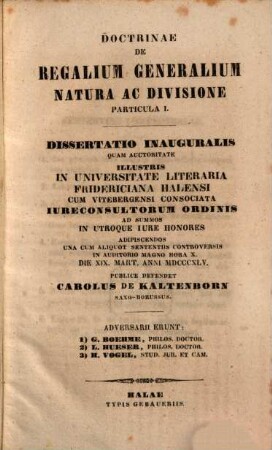 DOCTRINAE
DE
REGALIUM GENERALIUM
NATURA AC DIVISIONE
PARTICULA I.
DISSERTATIO INAUGURALIS
QUAM AUCTORITATE
ILLUSTRIS
IN UNIVERSITATE LITERARIA
FRIDERICIANA HALENSI
CUM VITEBERGENSI CONSOCIATA
IURECONSULTORUM ORDINIS
AD SUMMOS
IN UTROQUE IURE HONORES
ADIPISCENDOS
UNA CUM ALIQUOT SENTENTIIS CONTROVERSIS
IN AUDITORIO MAGNO HORA X.
DIE XIX. MART. ANNI MDCCCXLV.
PUBLICE DEFENDET
CAROLUS DE KALTENBORN
SAXO-BORUSSUS.
ADVERSARII ERUNT:
1) G. BOEHME, PHILOS. DOCTOR.
2) L. HUESER, PHILOS. DOCTOR.
3) H. VOGEL, STUD. JUR. ET CAM.
HALAE
TYPIS GEBAUERIIS.